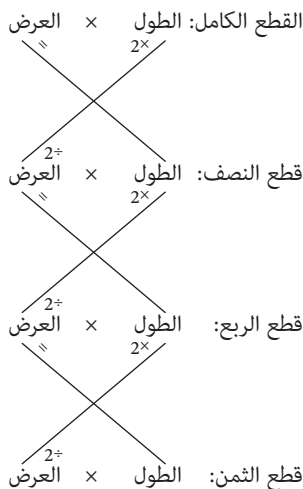 القطع الكامل: الطول × العرض
= 2×
2÷
قطع النصف: الطول × العرض
= 2×
2÷
قطع الربع: الطول × العرض
= 2×
2÷
قطع الثمن: الطول × العرض